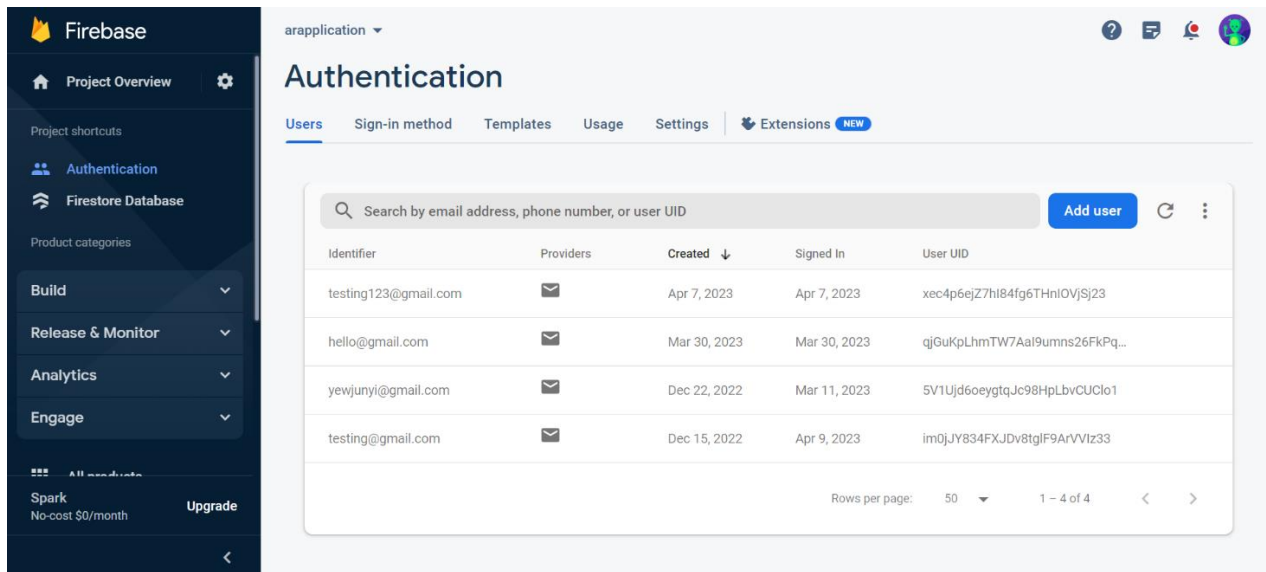 Firebase
Project Overview
Project shortcuts
Authentication
Firestore Database
Product categories
Build
Release & Monitor
Analytics
Engage
All products
Spark
No-cost $0/month
Upgrade
arapplication
Authentication
Users Sign-in method Templates Usage Settings Extensions NEW
Search by email address, phone number, or user UID
Add user
Identifier Providers Created Signed In User UID
testing123@gmail.com Apr 7, 2023 Apr 7, 2023 xec4p6ejZ7hI84fg6THnIOVjSj23
hello@gmail.com Mar 30, 2023 Mar 30, 2023 qjGuKpLhmTW7AaI9umns26FkPq...
yewjunyi@gmail.com Dec 22, 2022 Mar 11, 2023 5V1Ujd6oeygtqJc98HpLbvCUClo1
testing@gmail.com Dec 15, 2022 Apr 9, 2023 im0jJY834FXJDv8tglF9ArVVIz33
Rows per page: 50 1 – 4 of 4